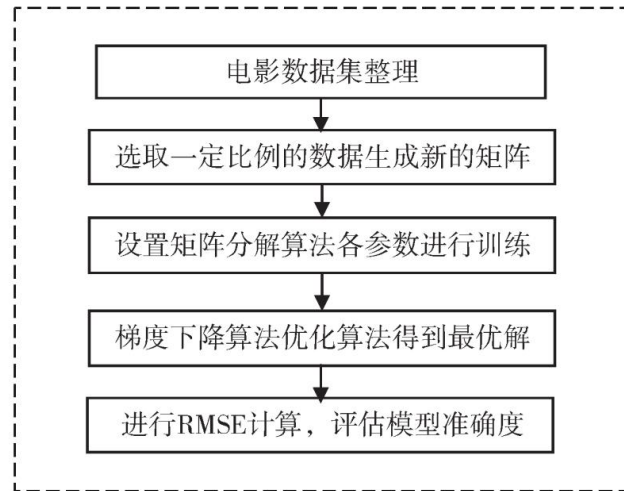 电影数据集整理
选取一定比例的数据生成新的矩阵
设置矩阵分解算法各参数进行训练
梯度下降算法优化算法得到最优解
进行RMSE计算，评估模型准确度